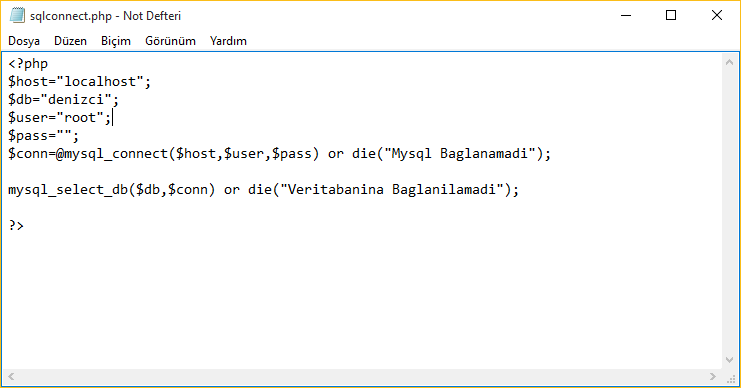 sqlconnect.php - Not Defteri
Dosya Düzen Biçim Görünüm Yardım
<?php
$host="localhost";
$db="denizci";
$user="root";
$pass="";
$conn=@mysql_connect($host,$user,$pass) or die("Mysql Baglanamadi");
mysql_select_db($db,$conn) or die("Veritabanina Baglanilamadi");
?>